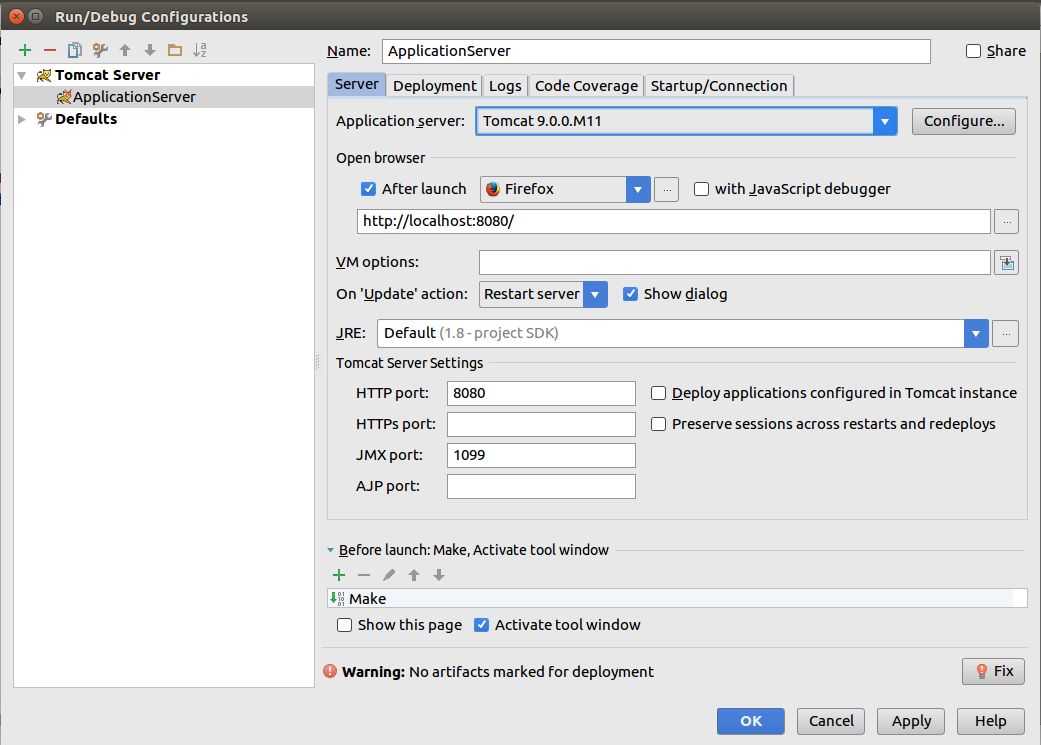 Run/Debug Configurations
Name: ApplicationServer Share
Tomcat Server
ApplicationServer
Defaults
Server Deployment Logs Code Coverage Startup/Connection
Application server: Tomcat 9.0.0.M11 Configure...
Open browser
After launch Firefox ... with JavaScript debugger
http://localhost:8080/ ...
VM options:
On 'Update' action: Restart server Show dialog
JRE: Default (1.8 - project SDK) ...
Tomcat Server Settings
HTTP port: 8080 Deploy applications configured in Tomcat instance
HTTPs port: Preserve sessions across restarts and redeploys
JMX port: 1099
AJP port:
Before launch: Make, Activate tool window
Make
Show this page Activate tool window
Warning: No artifacts marked for deployment Fix
OK Cancel Apply Help